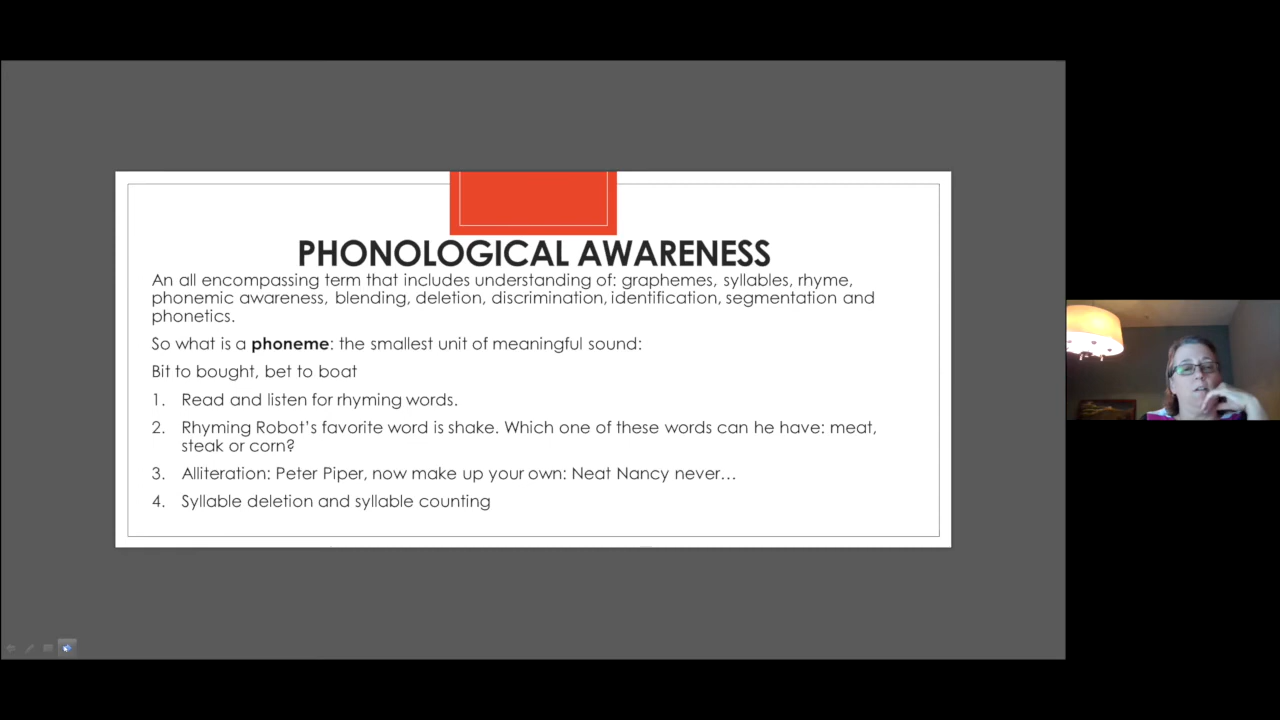 PHONOLOGICAL AWARENESS
An all encompassing term that includes understanding of: graphemes, syllables, rhyme,
phonemic awareness, blending, deletion, discrimination, identification, segmentation and
phonetics.
So what is a phoneme: the smallest unit of meaningful sound:
Bit to bought, bet to boat
1. Read and listen for rhyming words.
2. Rhyming Robot's favorite word is shake. Which one of these words can he have: meat,
steak or corn?
3. Alliteration: Peter Piper, now make up your own: Neat Nancy never…
4. Syllable deletion and syllable counting